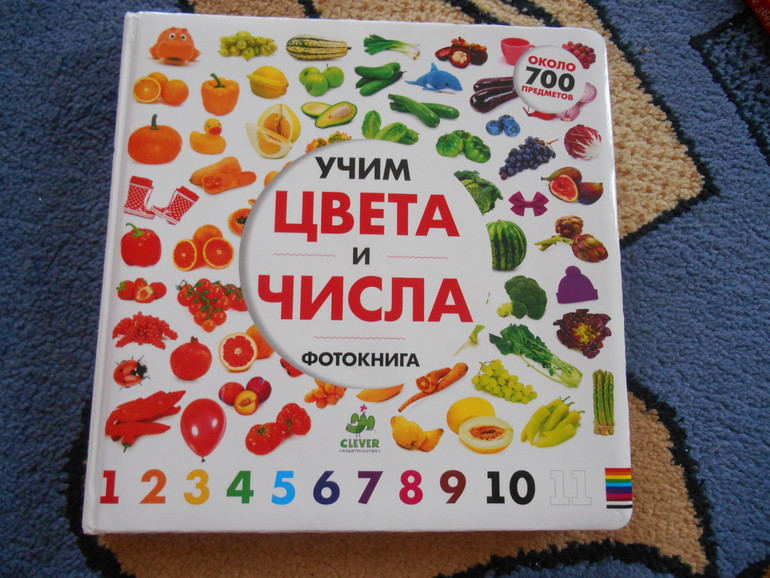 ОКОЛО
700
ПРЕДМЕТОВ
УЧИМ
ЦВЕТА
И
ЧИСЛА
ФОТОКНИГА
CLEVER
ИЗДАТЕЛЬСТВО
1 2 3 4 5 6 7 8 9 10 11